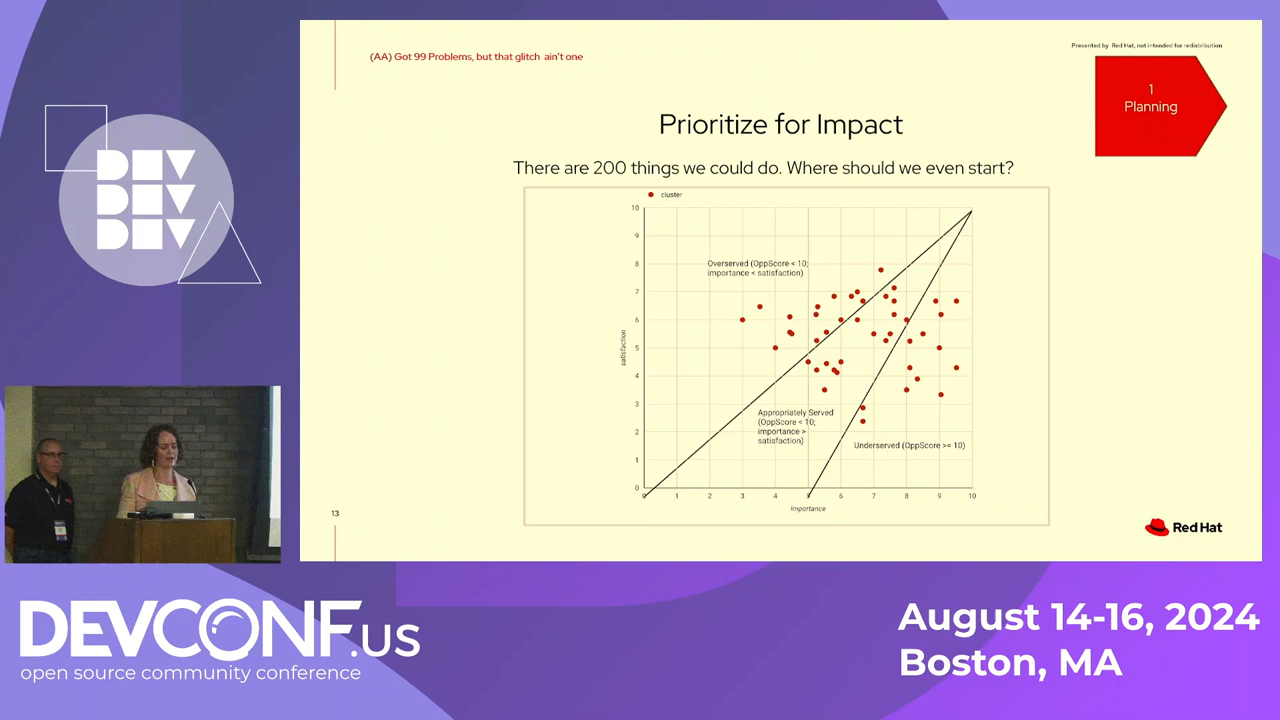 (AA) Got 99 Problems, but that glitch ain't one
Presented by Red Hat, not intended for redistribution
1
Planning
Prioritize for Impact
There are 200 things we could do. Where should we even start?
cluster
10
9
8
7
6
5
4
3
2
1
0
satisfaction
Overserved (OppScore < 10;
importance < satisfaction)
Appropriately Served
(OppScore < 10;
importance >
satisfaction)
Underserved (OppScore >= 10)
0 1 2 3 4 5 6 7 8 9 10
importance
13
Red Hat
DEV
DEV
DEV
DEVCONF.US
open source community conference
August 14-16, 2024
Boston, MA